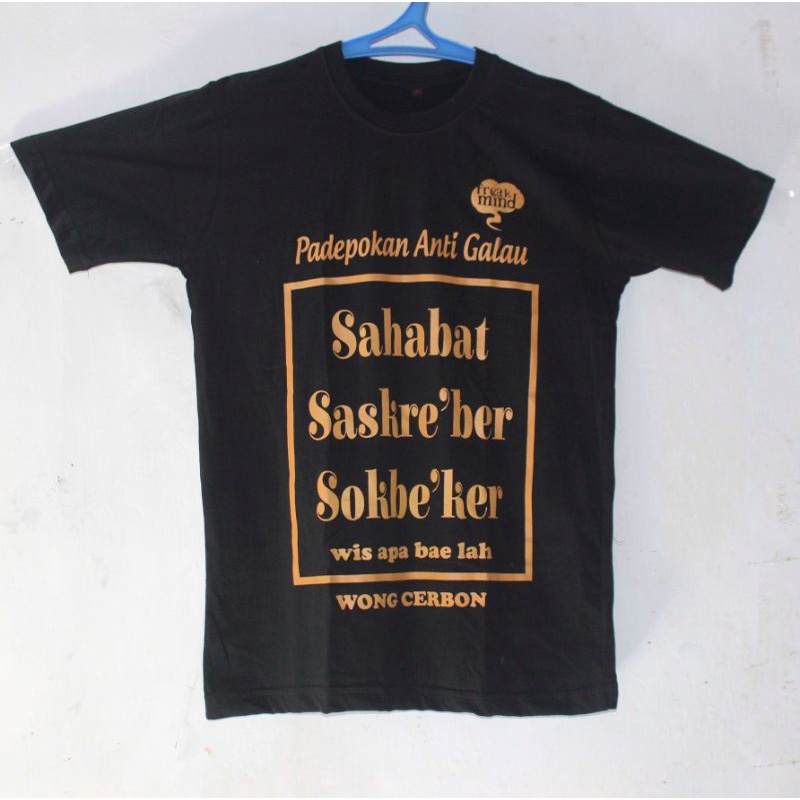 freak
mind
Padepokan Anti Galau
Sahabat
Saskre'ber
Sokbe'ker
wis apa bae lah
WONG CERBON